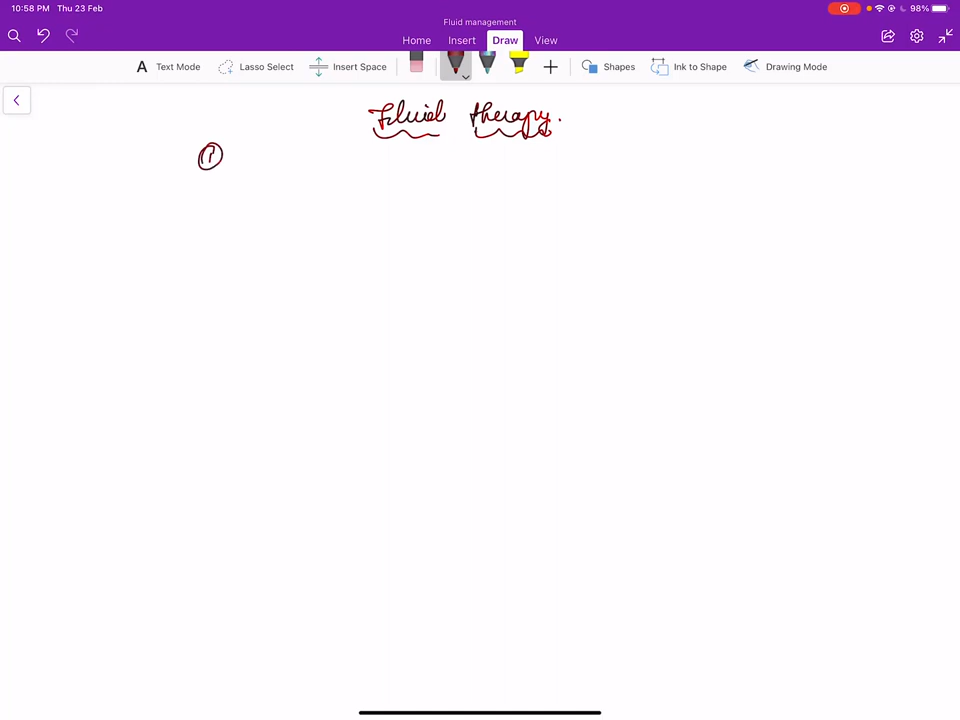 10:58 PM Thu 23 Feb 98%
Fluid management
Home Insert Draw View
A Text Mode Lasso Select Insert Space Shapes Ink to Shape Drawing Mode
Fluid therapy.
1